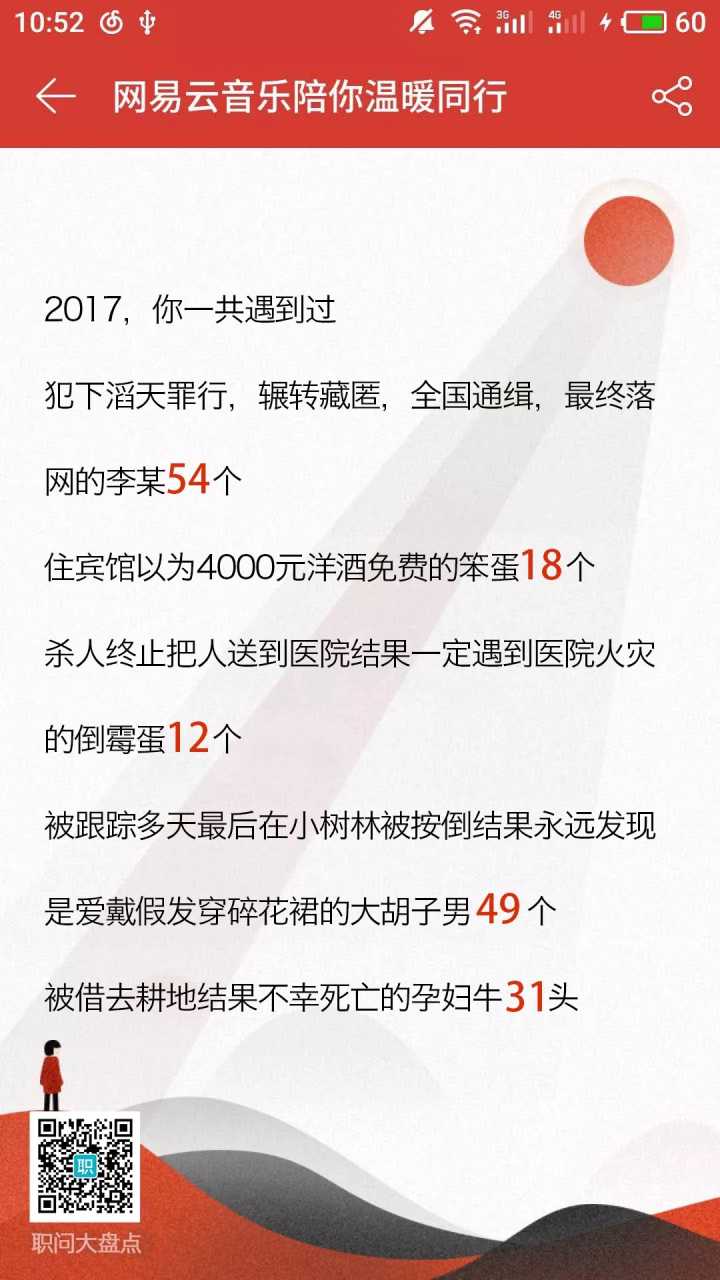 10:52
3G
4G
60
网易云音乐陪你温暖同行
2017，你一共遇到过
犯下滔天罪行，辗转藏匿，全国通缉，最终落
网的李某54个
住宾馆以为4000元洋酒免费的笨蛋18个
杀人终止把人送到医院结果一定遇到医院火灾
的倒霉蛋12个
被跟踪多天最后在小树林被按倒结果永远发现
是爱戴假发穿碎花裙的大胡子男49个
被借去耕地结果不幸死亡的孕妇牛31头
职
职问大盘点